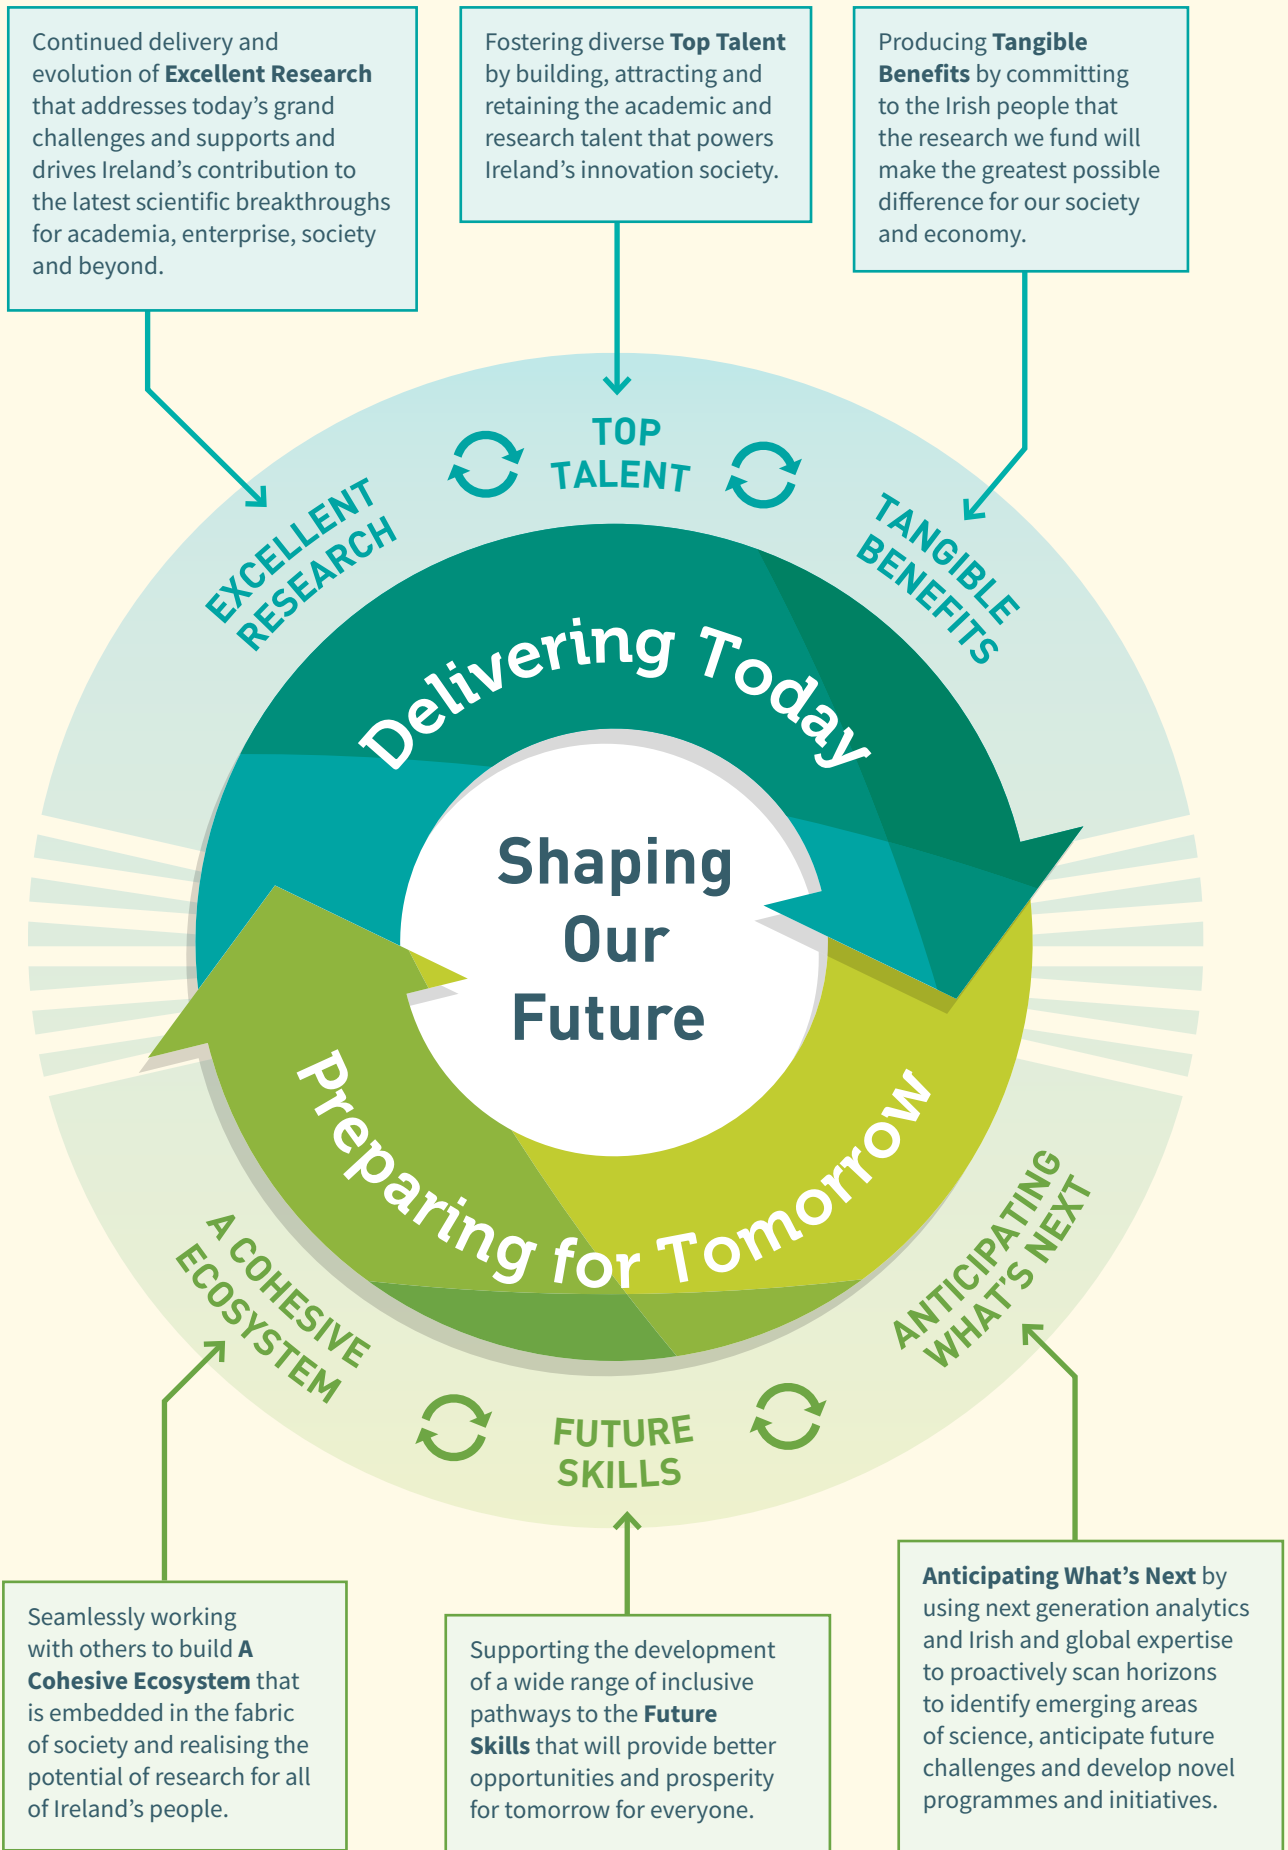 Continued delivery and
evolution of Excellent Research
that addresses today's grand
challenges and supports and
drives Ireland's contribution to
the latest scientific breakthroughs
for academia, enterprise, society
and beyond.
Fostering diverse Top Talent
by building, attracting and
retaining the academic and
research talent that powers
Ireland's innovation society.
Producing Tangible
Benefits by committing
to the Irish people that
the research we fund will
make the greatest possible
difference for our society
and economy.
EXCELLENT
RESEARCH
TOP
TALENT
TANGIBLE
BENEFITS
Delivering Today
Shaping
Our
Future
Preparing for Tomorrow
A COHESIVE
ECOSYSTEM
FUTURE
SKILLS
ANTICIPATING
WHAT'S NEXT
Seamlessly working
with others to build A
Cohesive Ecosystem that
is embedded in the fabric
of society and realising the
potential of research for all
of Ireland's people.
Supporting the development
of a wide range of inclusive
pathways to the Future
Skills that will provide better
opportunities and prosperity
for tomorrow for everyone.
Anticipating What's Next by
using next generation analytics
and Irish and global expertise
to proactively scan horizons
to identify emerging areas
of science, anticipate future
challenges and develop novel
programmes and initiatives.